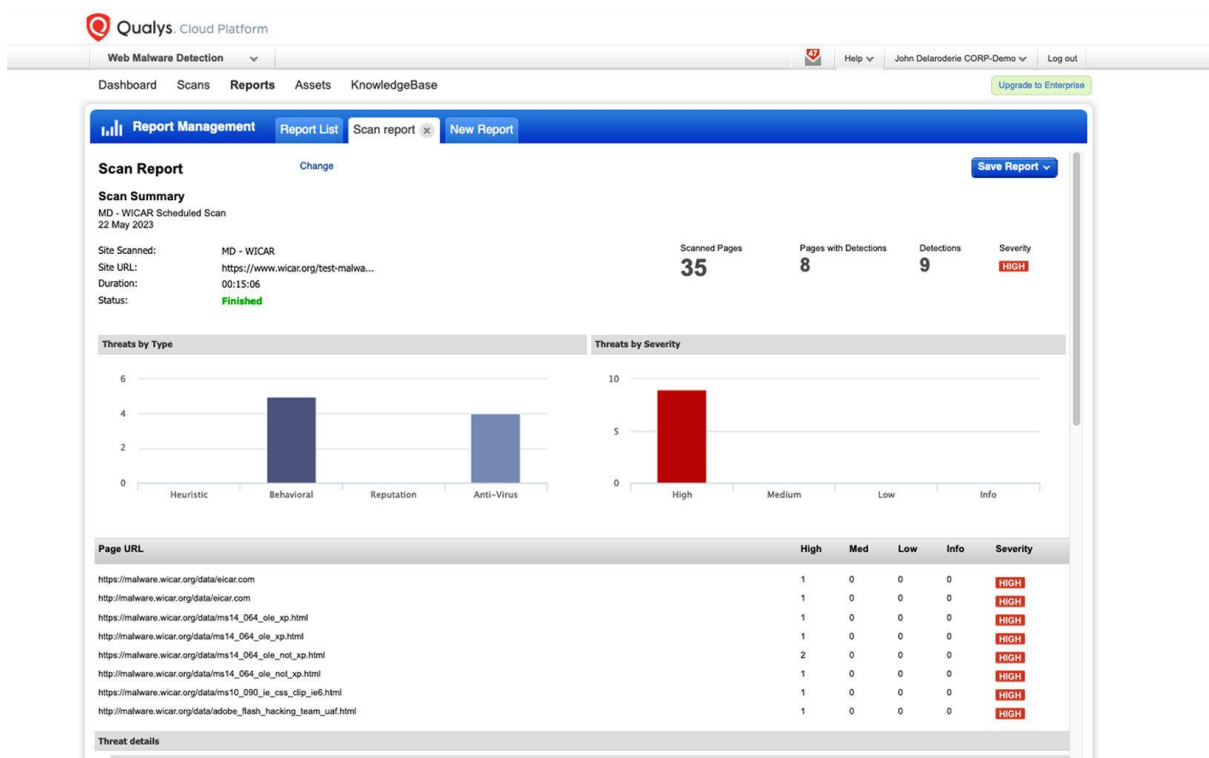 Qualys. Cloud Platform
Web Malware Detection
47
Help
John Delaroderie CORP-Demo
Log out
Dashboard Scans Reports Assets KnowledgeBase
Upgrade to Enterprise
Report Management Report List Scan report x New Report
Scan Report Change Save Report
Scan Summary
MD - WICAR Scheduled Scan
22 May 2023
Site Scanned: MD - WICAR
Site URL: https://www.wicar.org/test-malwa...
Duration: 00:15:06
Status: Finished
Scanned Pages Pages with Detections Detections Severity
35 8 9 HIGH
Threats by Type
6
4
2
0
Heuristic Behavioral Reputation Anti-Virus
Threats by Severity
10
5
0
High Medium Low Info
Page URL High Med Low Info Severity
https://malware.wicar.org/data/eicar.com 1 0 0 0 HIGH
http://malware.wicar.org/data/eicar.com 1 0 0 0 HIGH
https://malware.wicar.org/data/ms14_064_ole_xp.html 1 0 0 0 HIGH
http://malware.wicar.org/data/ms14_064_ole_xp.html 1 0 0 0 HIGH
https://malware.wicar.org/data/ms14_064_ole_not_xp.html 2 0 0 0 HIGH
http://malware.wicar.org/data/ms14_064_ole_not_xp.html 1 0 0 0 HIGH
https://malware.wicar.org/data/ms10_090_ie_css_clip_ie6.html 1 0 0 0 HIGH
http://malware.wicar.org/data/adobe_flash_hacking_team_uaf.html 1 0 0 0 HIGH
Threat details